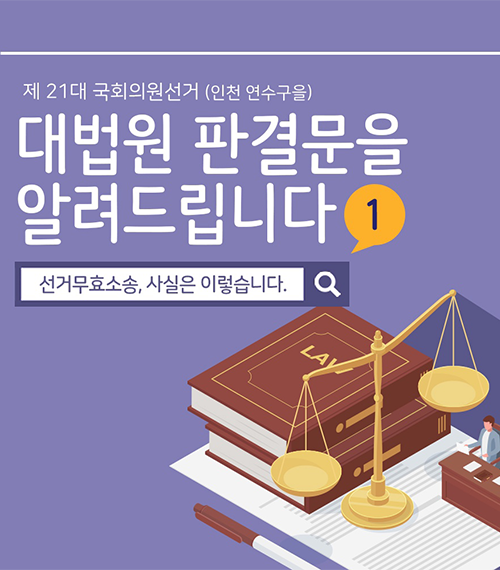 제 21대 국회의원선거 (인천 연수구을)
대법원 판결문을
알려드립니다
1
선거무효소송, 사실은 이렇습니다.
LAW